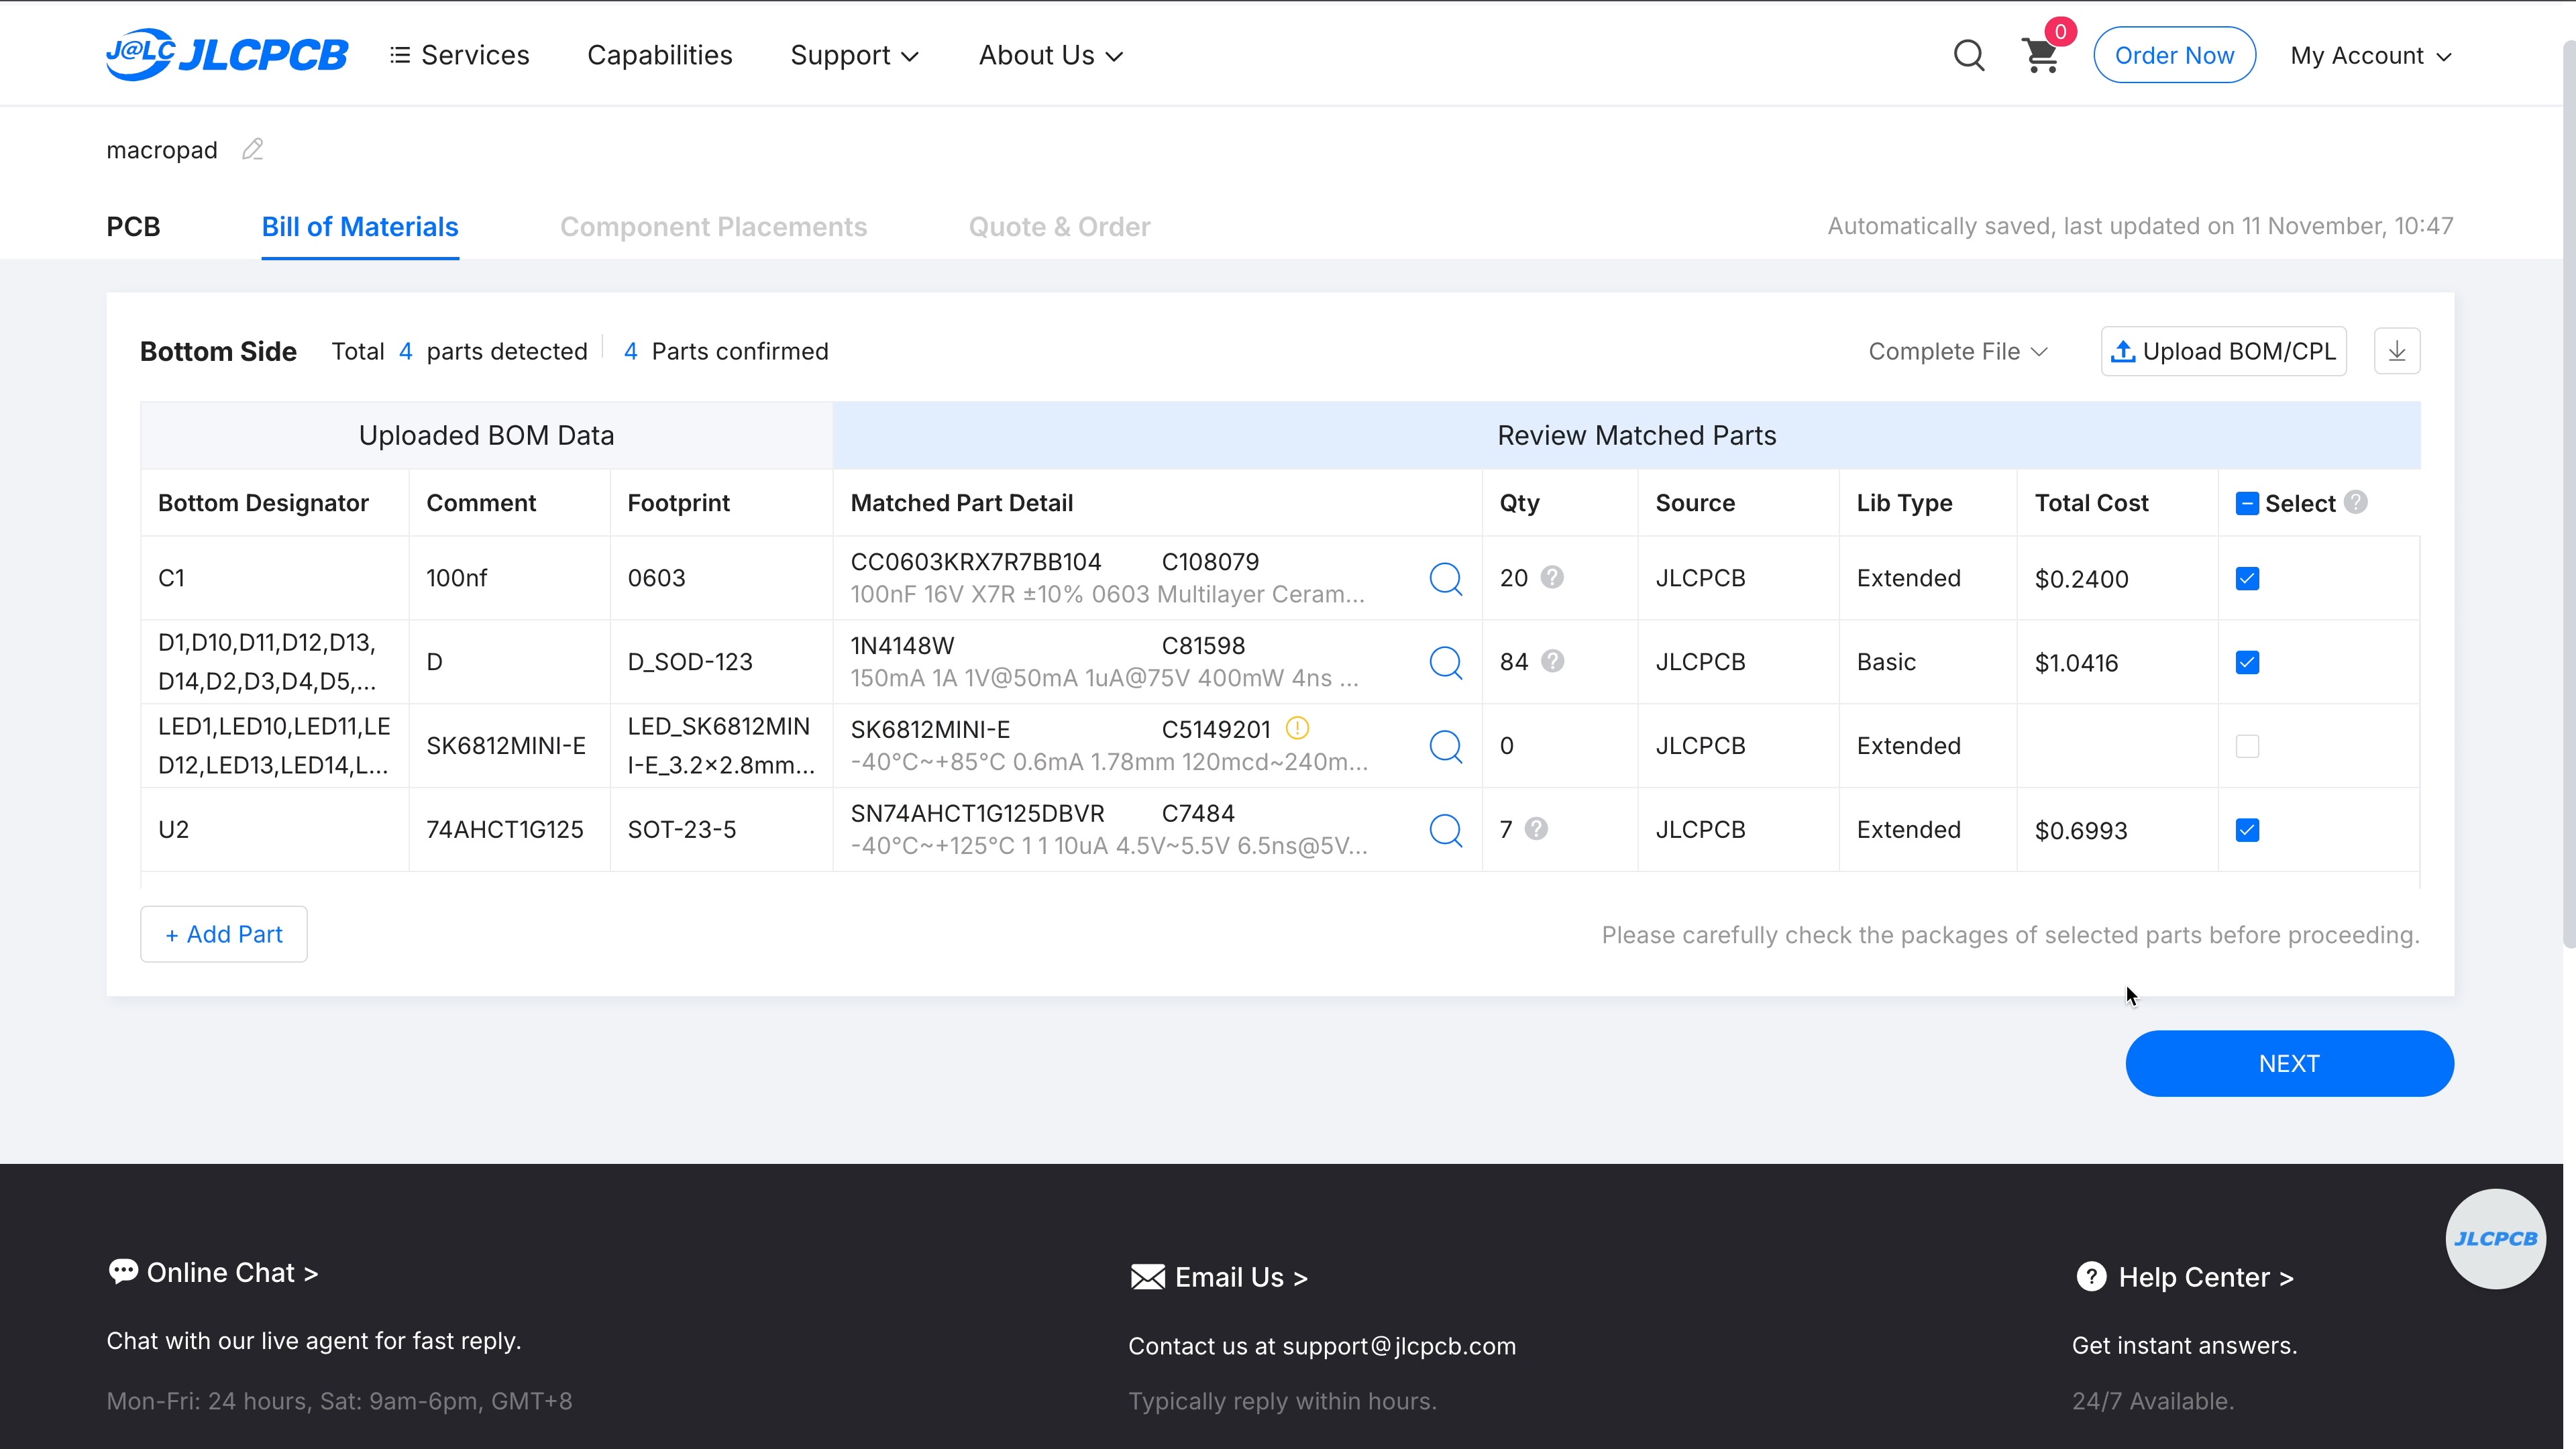 J@LC JLCPCB Services Capabilities Support About Us 0 Order Now My Account
macropad
PCB Bill of Materials Component Placements Quote & Order Automatically saved, last updated on 11 November, 10:47
Bottom Side Total 4 parts detected 4 Parts confirmed Complete File Upload BOM/CPL
Uploaded BOM Data Review Matched Parts
Bottom Designator Comment Footprint Matched Part Detail Qty Source Lib Type Total Cost Select ?
C1 100nf 0603 CC0603KRX7R7BB104 C108079 20 ? JLCPCB Extended $0.2400
100nF 16V X7R ±10% 0603 Multilayer Ceram...
D1,D10,D11,D12,D13, D 1N4148W C81598 84 ? JLCPCB Basic $1.0416
D14,D2,D3,D4,D5,... D_SOD-123 150mA 1A 1V@50mA 1uA@75V 400mW 4ns ...
LED1,LED10,LED11,LE SK6812MINI-E LED_SK6812MIN SK6812MINI-E C5149201 ! 0 JLCPCB Extended
D12,LED13,LED14,L... I-E_3.2×2.8mm... -40°C~+85°C 0.6mA 1.78mm 120mcd~240m...
U2 74AHCT1G125 SOT-23-5 SN74AHCT1G125DBVR C7484 7 ? JLCPCB Extended $0.6993
-40°C~+125°C 1 1 10uA 4.5V~5.5V 6.5ns@5V...
+ Add Part Please carefully check the packages of selected parts before proceeding.
NEXT
JLCPCB
Online Chat > Email Us > ? Help Center >
Chat with our live agent for fast reply. Contact us at support@jlcpcb.com Get instant answers.
Mon-Fri: 24 hours, Sat: 9am-6pm, GMT+8 Typically reply within hours. 24/7 Available.